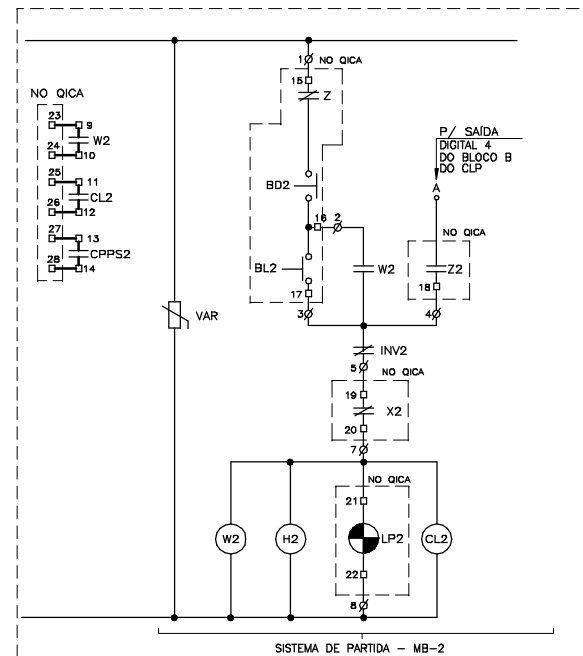 1
NO QICA
15
Z
NO QICA
23
9
W2
24
10
25
11
CL2
26
12
27
13
CPPS2
28
14
P/ SAÍDA
DIGITAL 4
DO BLOCO B
DO CLP
A
BD2
16
2
NO QICA
BL2
W2
Z2
18
17
3
4
VAR
INV2
5
NO QICA
19
X2
20
7
NO QICA
21
W2
H2
LP2
CL2
22
8
SISTEMA DE PARTIDA – MB-2